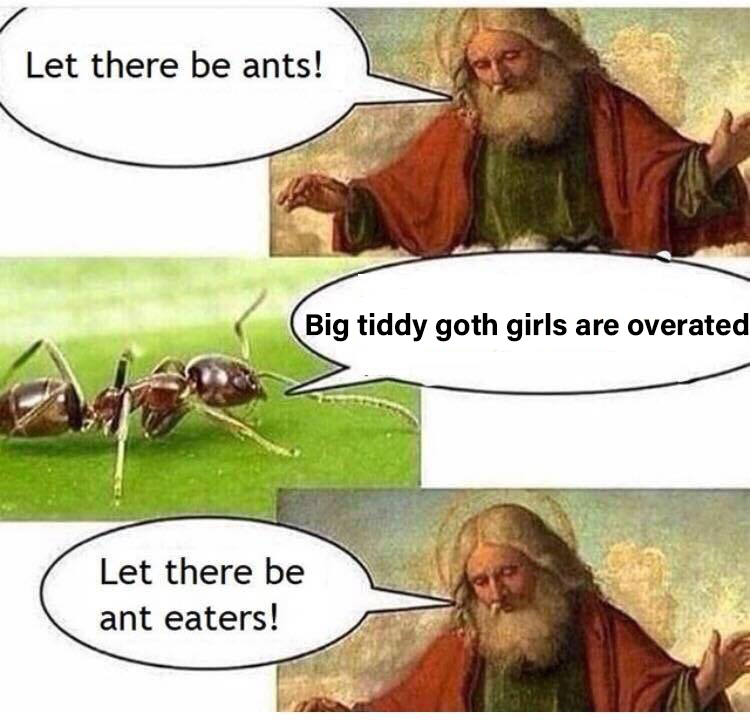 Let there be ants!
Big tiddy goth girls are overated
Let there be
ant eaters!